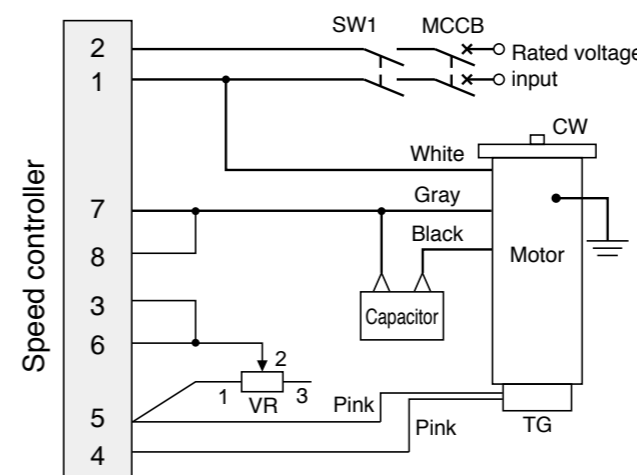 SW1 MCCB
2 Rated voltage
1 input
CW
White
7 Gray
Black
8 Motor
Speed controller
3 Capacitor
6
2
1 VR 3
5 Pink
Pink TG
4